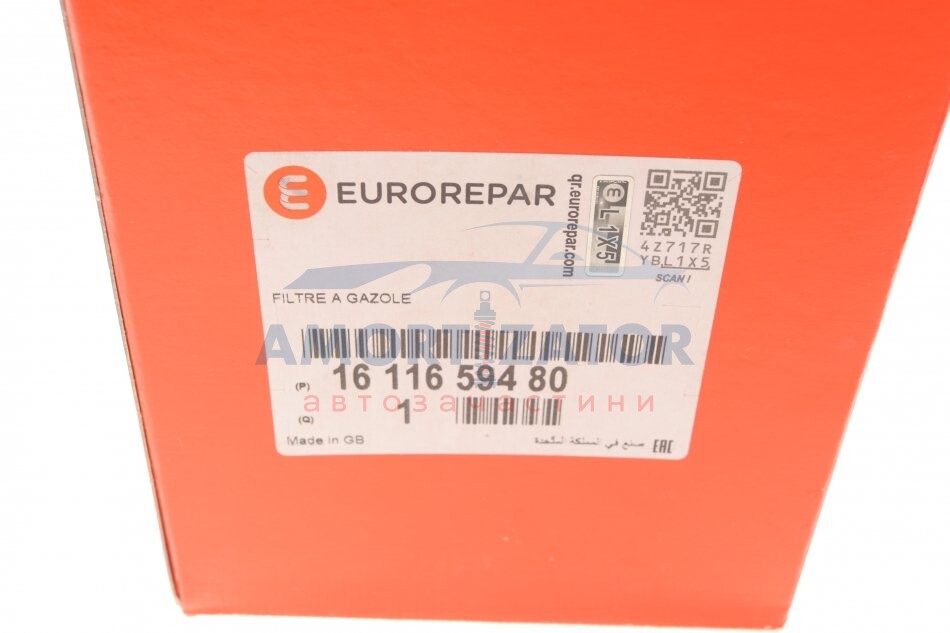 EUROREPAR
qr.eurorepar.com
L1X5
4Z717R
YBL1X5
SCAN!
FILTRE A GAZOLE
AMORTIZATOR
(P) 16 116 594 80
автозапчастини
(Q) 1
Made in GB صنع في المملكة المتحدة EAC